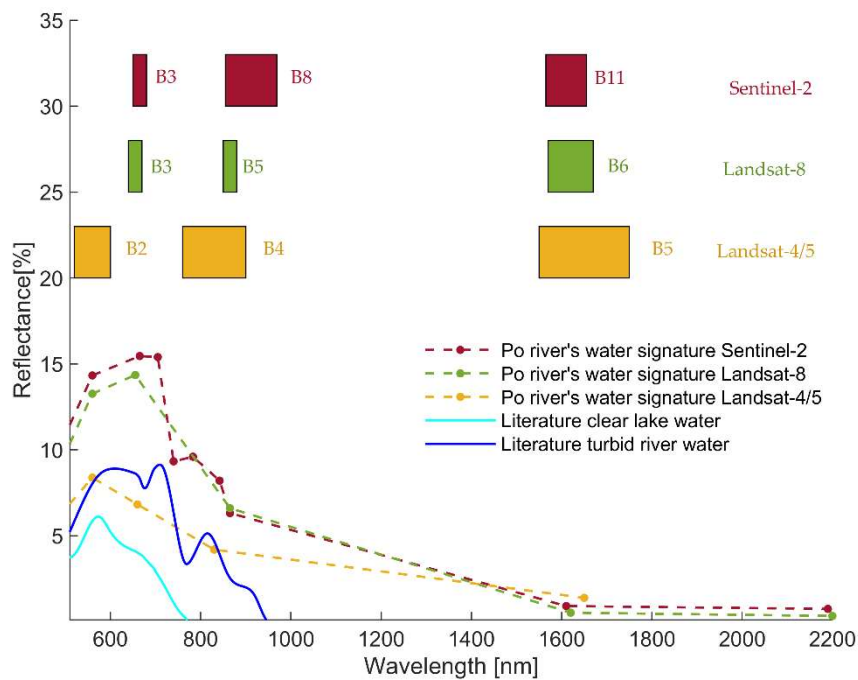 35
B3
B8
B11
Sentinel-2
30
B3
B5
B6
Landsat-8
25
B2
B4
B5
Landsat-4/5
20
Reflectance[%]
15
Po river's water signature Sentinel-2
Po river's water signature Landsat-8
Po river's water signature Landsat-4/5
Literature clear lake water
Literature turbid river water
10
5
600 800 1000 1200 1400 1600 1800 2000 2200
Wavelength [nm]